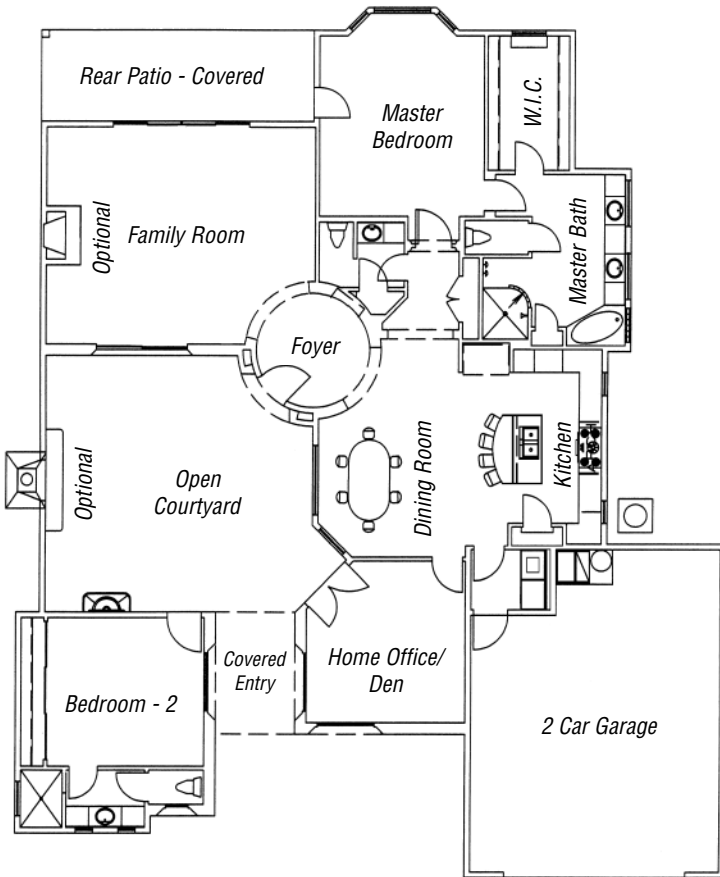 Rear Patio - Covered
Master
Bedroom
W.I.C.
Optional
Family Room
Master Bath
Foyer
Optional
Open
Courtyard
Dining Room
Kitchen
Covered
Entry
Home Office/
Den
Bedroom - 2
2 Car Garage